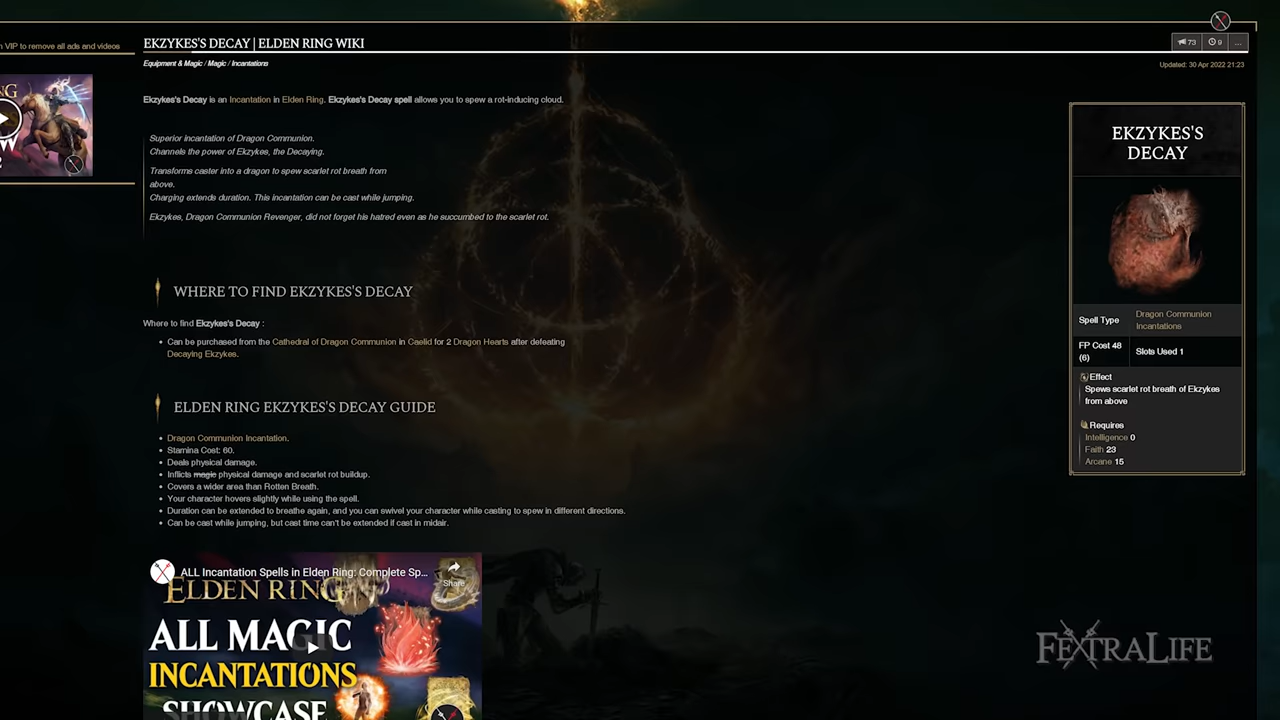 n VIP to remove all ads and videos
NG
W
2
EKZYKES'S DECAY | ELDEN RING WIKI
73
9
...
Equipment & Magic / Magic / Incantations
Updated: 30 Apr 2022 21:23
Ekzykes's Decay is an Incantation in Elden Ring. Ekzykes's Decay spell allows you to spew a rot-inducing cloud.
Superior incantation of Dragon Communion.
Channels the power of Ekzykes, the Decaying.
Transforms caster into a dragon to spew scarlet rot breath from
above.
Charging extends duration. This incantation can be cast while jumping.
Ekzykes, Dragon Communion Revenger, did not forget his hatred even as he succumbed to the scarlet rot.
WHERE TO FIND EKZYKES'S DECAY
Where to find Ekzykes's Decay :
• Can be purchased from the Cathedral of Dragon Communion in Caelid for 2 Dragon Hearts after defeating
Decaying Ekzykes.
ELDEN RING EKZYKES'S DECAY GUIDE
• Dragon Communion Incantation.
• Stamina Cost: 60.
• Deals physical damage.
• Inflicts magic physical damage and scarlet rot buildup.
• Covers a wider area than Rotten Breath.
• Your character hovers slightly while using the spell.
• Duration can be extended to breathe again, and you can swivel your character while casting to spew in different directions.
• Can be cast while jumping, but cast time can't be extended if cast in midair.
ALL Incantation Spells in Elden Ring: Complete Sp...
Share
ELDEN RING
ALL MAGIC
INCANTATIONS
SHOWCASE
EKZYKES'S
DECAY
Spell Type
Dragon Communion
Incantations
FP Cost 48
(6)
Slots Used 1
Effect
Spews scarlet rot breath of Ekzykes
from above
Requires
Intelligence 0
Faith 23
Arcane 15
FEXTRALIFE